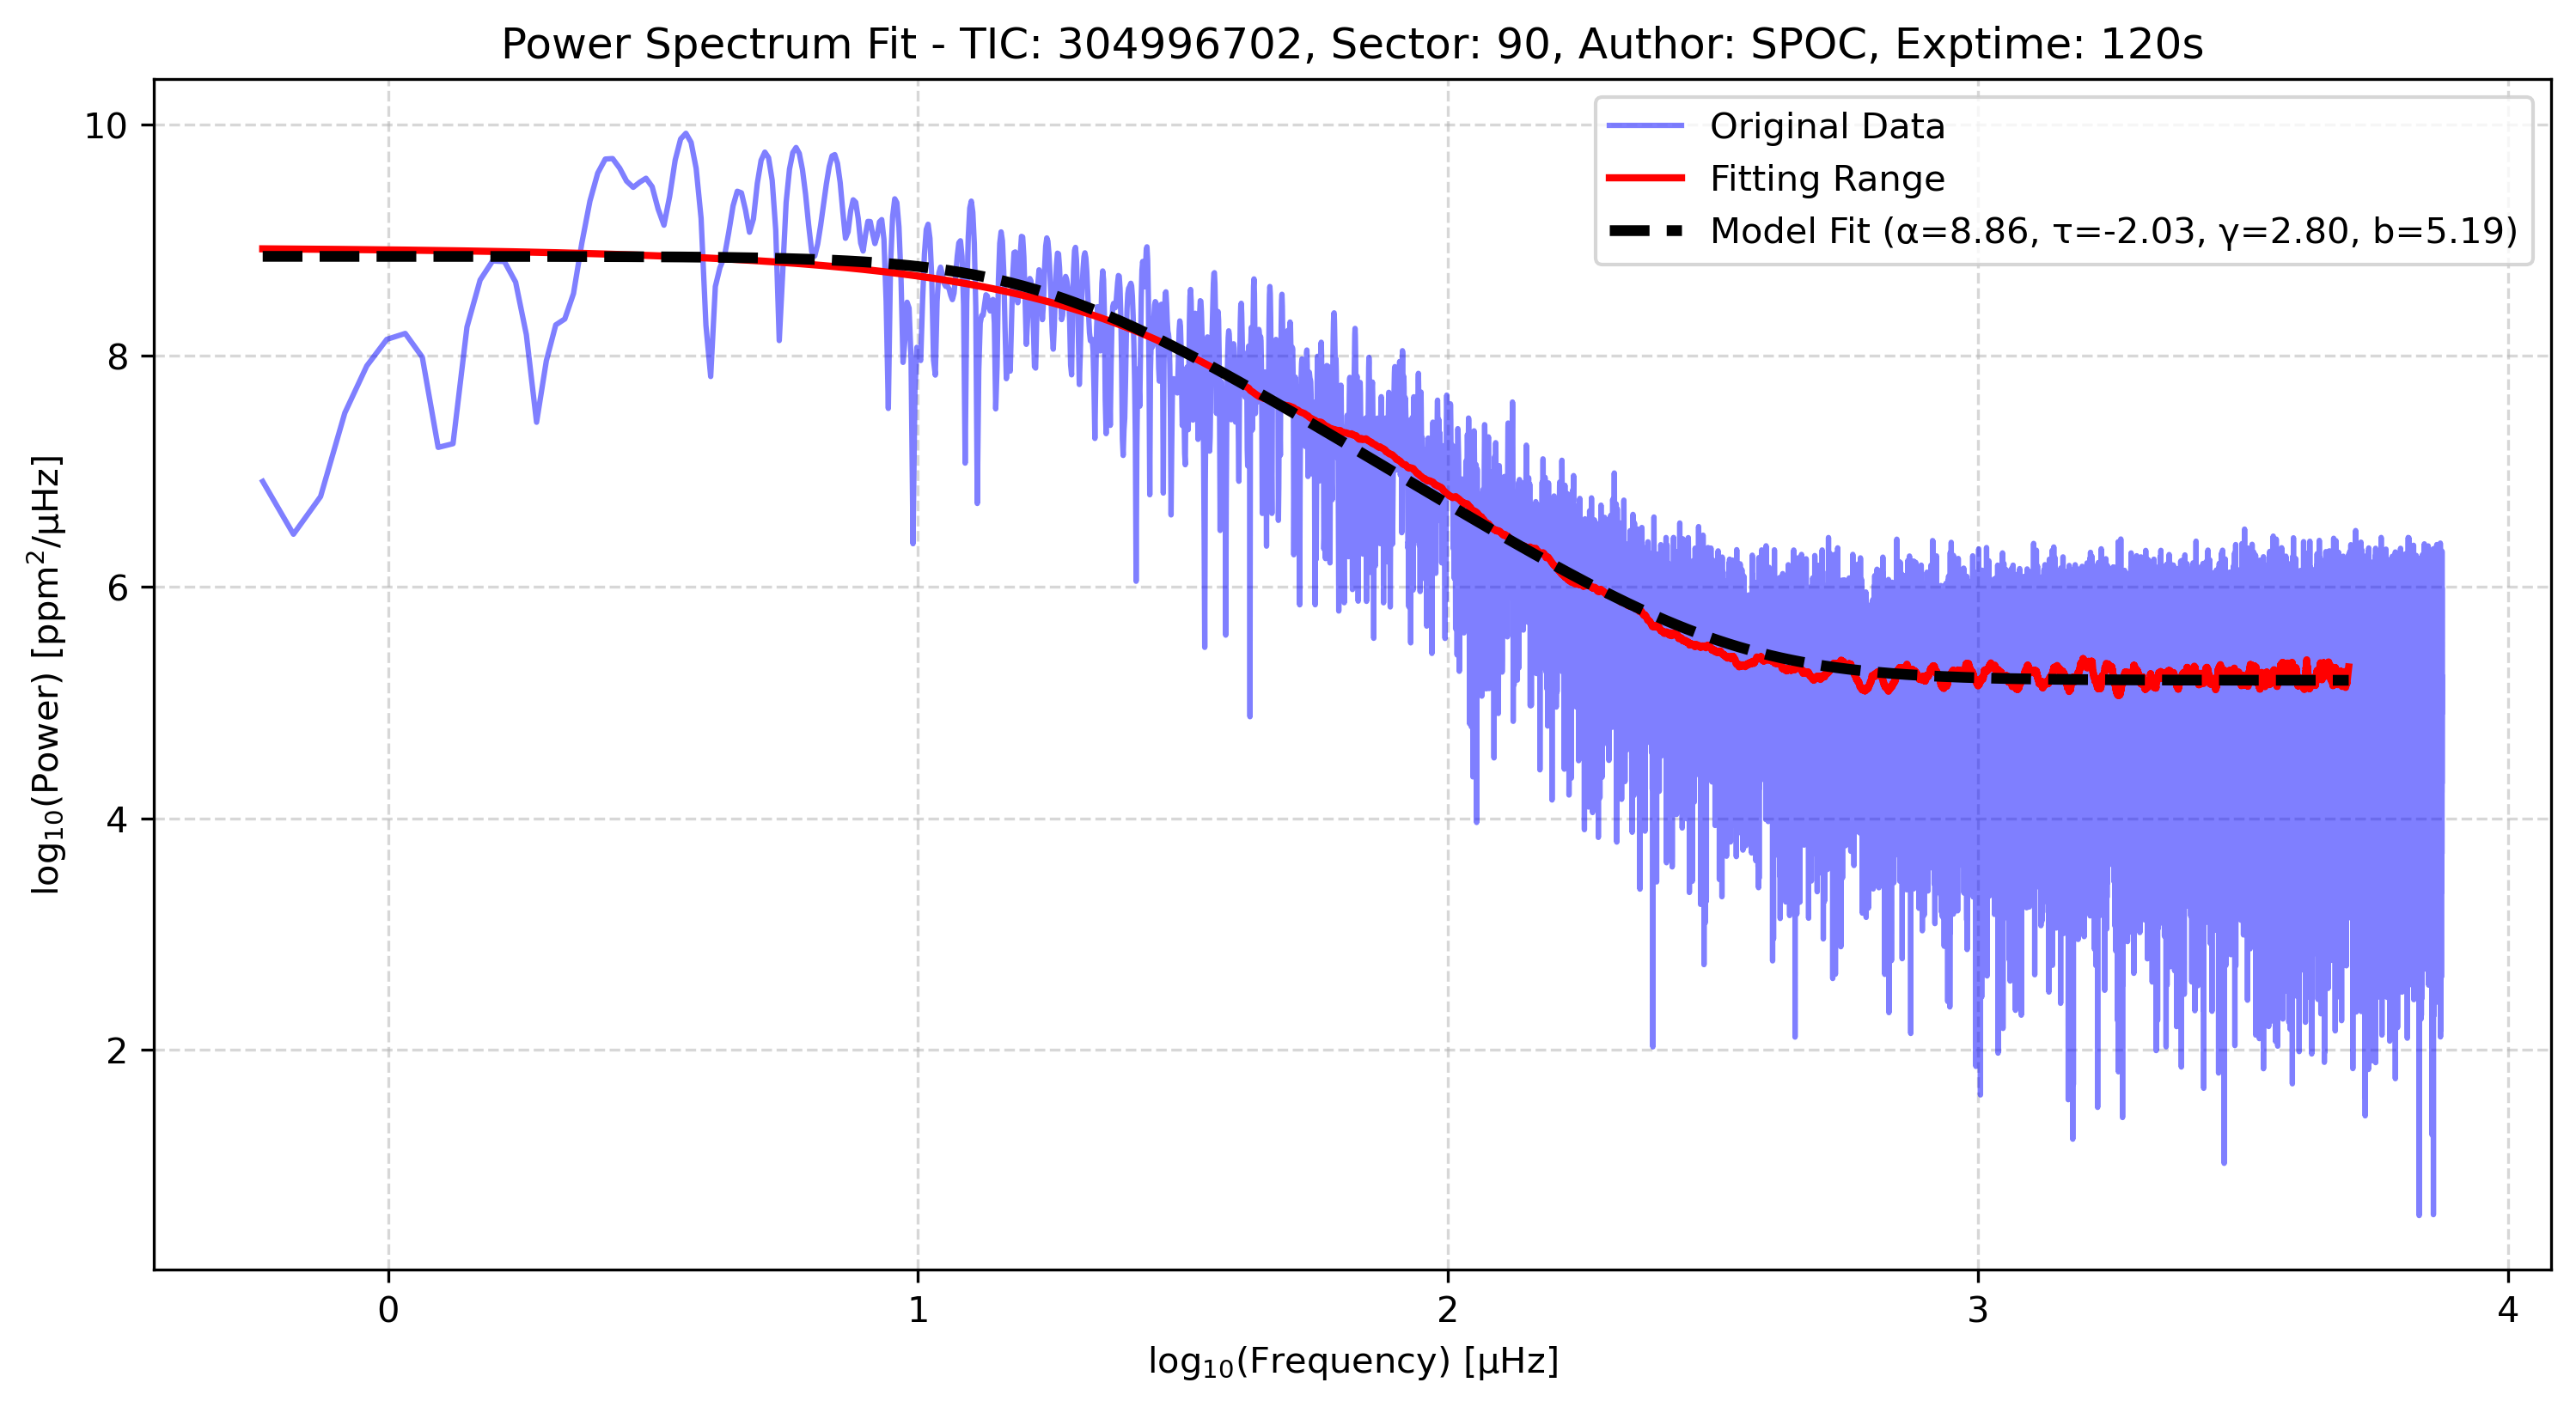 Power Spectrum Fit - TIC: 304996702, Sector: 90, Author: SPOC, Exptime: 120s
Original Data
Fitting Range
Model Fit (α=8.86, τ=-2.03, γ=2.80, b=5.19)
log₁₀(Power) [ppm²/μHz]
10
8
6
4
2
0 1 2 3 4
log₁₀(Frequency) [μHz]